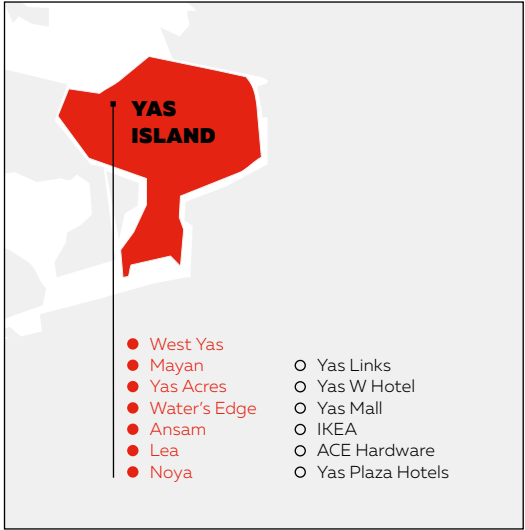 YAS
ISLAND
West Yas
Mayan
Yas Acres
Water's Edge
Ansam
Lea
Noya
Yas Links
Yas W Hotel
Yas Mall
IKEA
ACE Hardware
Yas Plaza Hotels